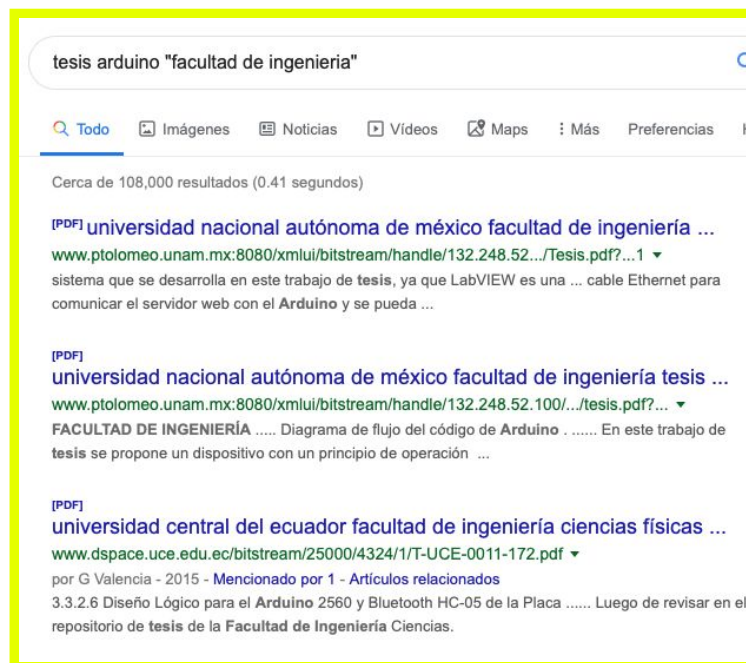 tesis arduino "facultad de ingenieria"
Todo Imágenes Noticias Vídeos Maps Más Preferencias
Cerca de 108,000 resultados (0.41 segundos)
[PDF] universidad nacional autónoma de méxico facultad de ingeniería ...
www.ptolomeo.unam.mx:8080/xmlui/bitstream/handle/132.248.52.../Tesis.pdf?...1
sistema que se desarrolla en este trabajo de tesis, ya que LabVIEW es una ... cable Ethernet para
comunicar el servidor web con el Arduino y se pueda ...
[PDF]
universidad nacional autónoma de méxico facultad de ingeniería tesis ...
www.ptolomeo.unam.mx:8080/xmlui/bitstream/handle/132.248.52.100/.../tesis.pdf?...
FACULTAD DE INGENIERÍA ..... Diagrama de flujo del código de Arduino . ...... En este trabajo de
tesis se propone un dispositivo con un principio de operación ...
[PDF]
universidad central del ecuador facultad de ingeniería ciencias físicas ...
www.dspace.uce.edu.ec/bitstream/25000/4324/1/T-UCE-0011-172.pdf
por G Valencia - 2015 - Mencionado por 1 - Artículos relacionados
3.3.2.6 Diseño Lógico para el Arduino 2560 y Bluetooth HC-05 de la Placa ...... Luego de revisar en el
repositorio de tesis de la Facultad de Ingeniería Ciencias.